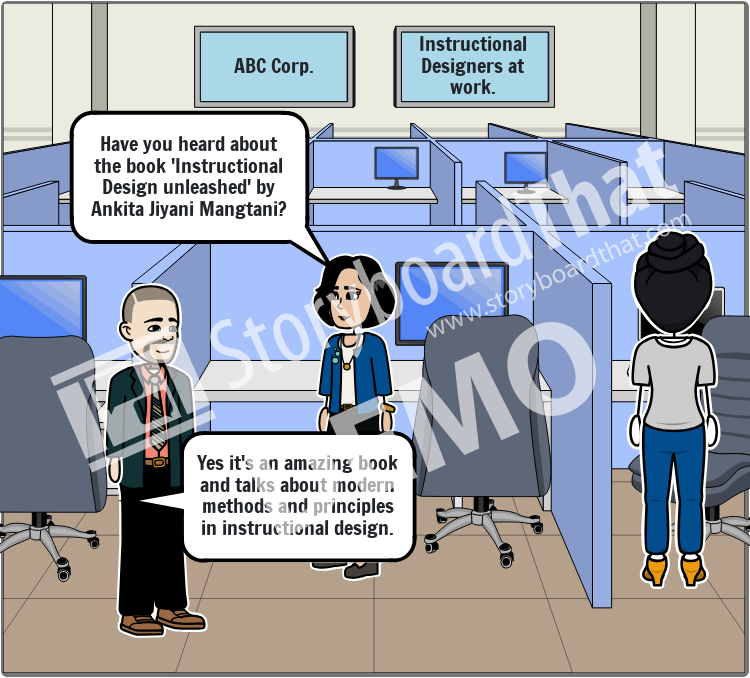 ABC Corp.
Instructional
Designers at
work.
Have you heard about
the book 'Instructional
Design unleashed' by
Ankita Jiyani Mangtani?
Yes it's an amazing book
and talks about modern
methods and principles
in instructional design.
StoryboardThat
www.storyboardthat.com
DEMO